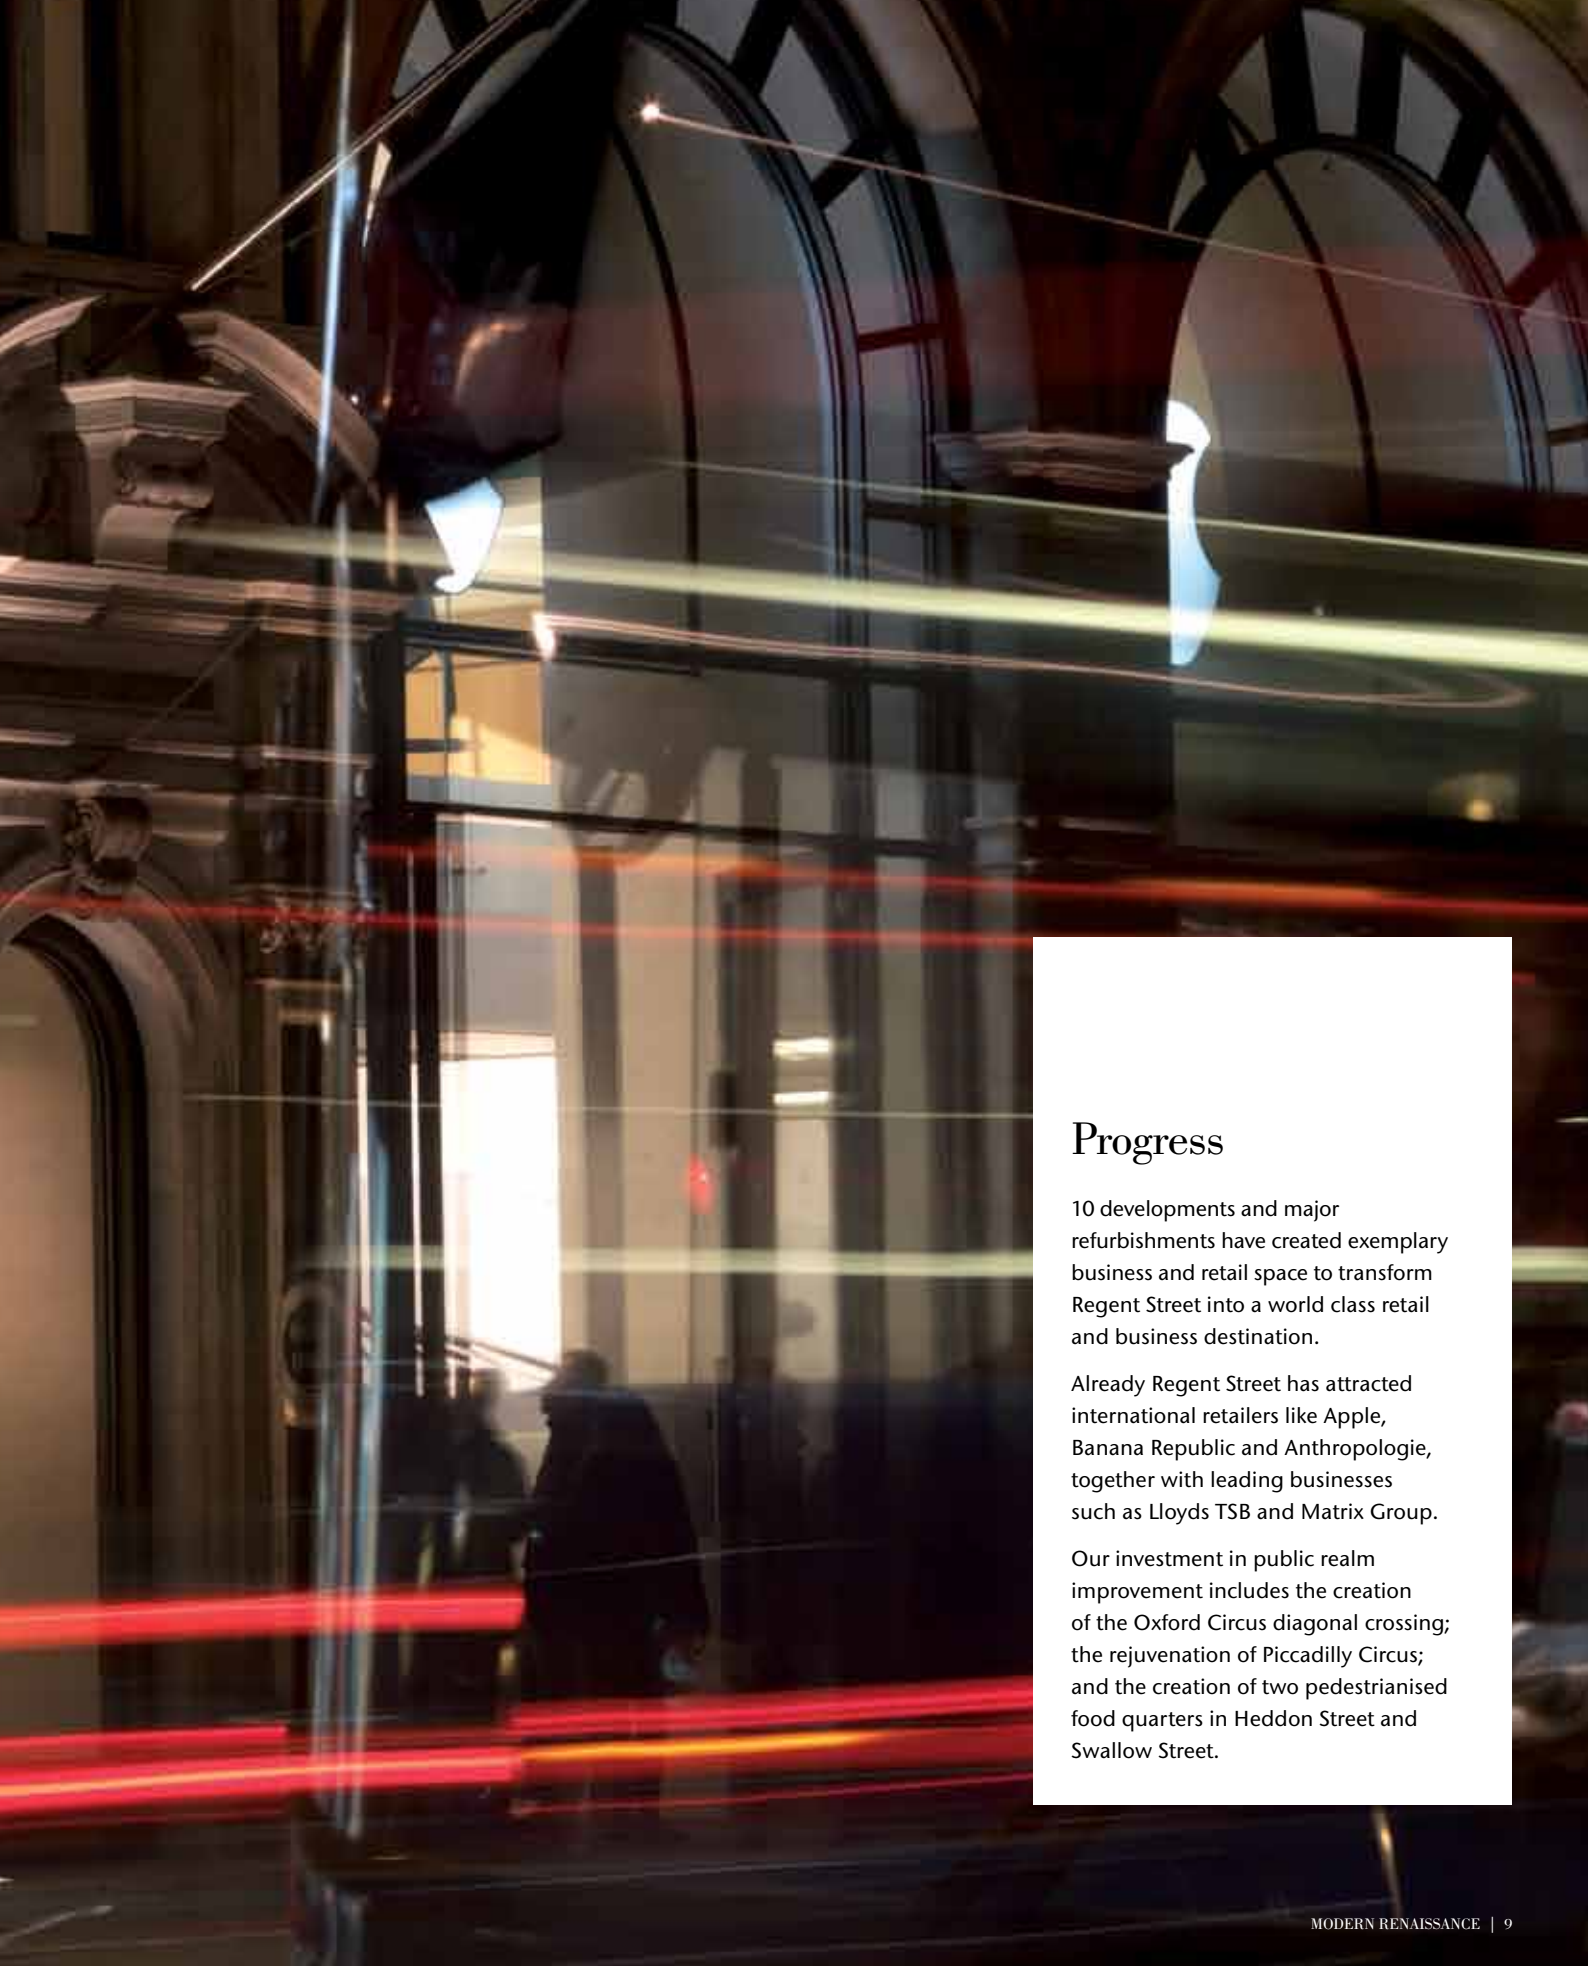 Progress
10 developments and major
refurbishments have created exemplary
business and retail space to transform
Regent Street into a world class retail
and business destination.
Already Regent Street has attracted
international retailers like Apple,
Banana Republic and Anthropologie,
together with leading businesses
such as Lloyds TSB and Matrix Group.
Our investment in public realm
improvement includes the creation
of the Oxford Circus diagonal crossing;
the rejuvenation of Piccadilly Circus;
and the creation of two pedestrianised
food quarters in Heddon Street and
Swallow Street.
MODERN RENAISSANCE | 9